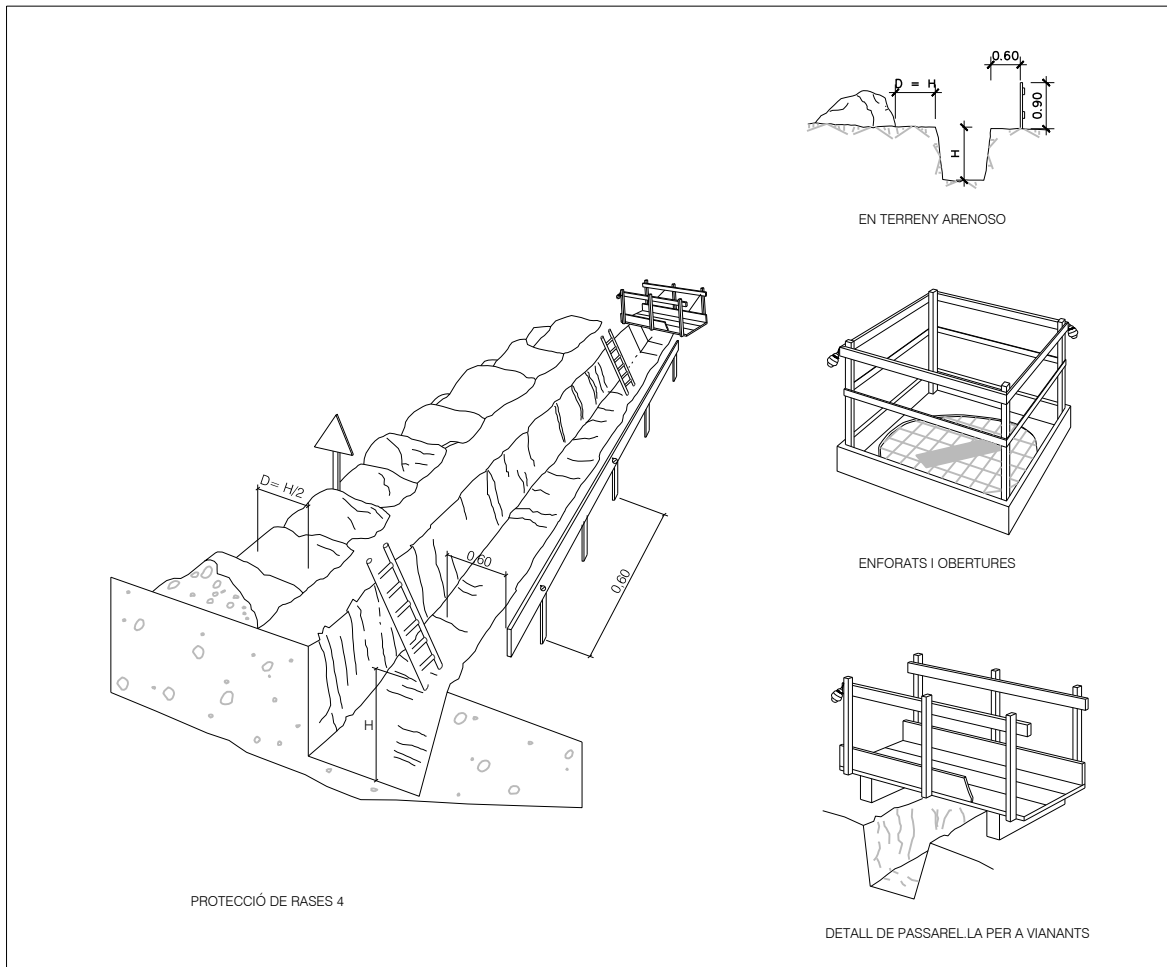 0.60
D = H
0.90
H
EN TERRENY ARENOSO
D= H/2
0.60
0.60
H
ENFORATS I OBERTURES
PROTECCIÓ DE RASES 4
DETALL DE PASSAREL.LA PER A VIANANTS